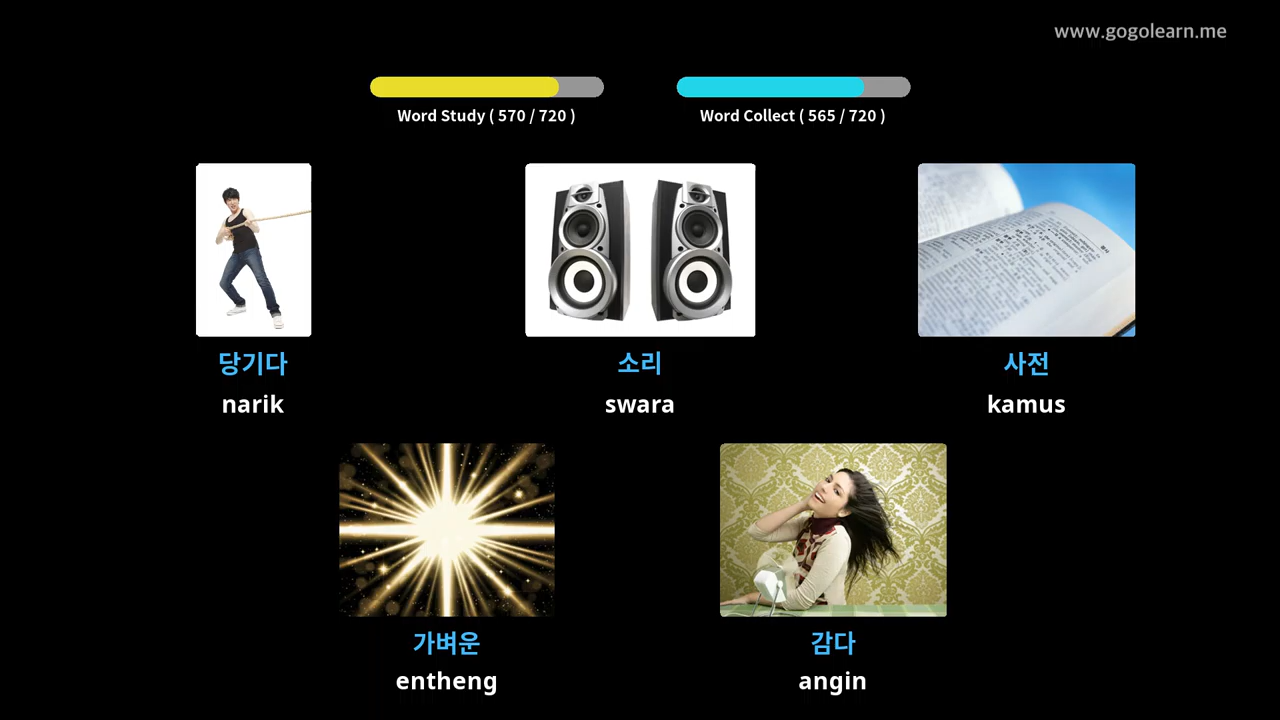 www.gogolearn.me
Word Study ( 570 / 720 )
Word Collect ( 565 / 720 )
당기다
narik
소리
swara
사전
kamus
가벼운
entheng
감다
angin